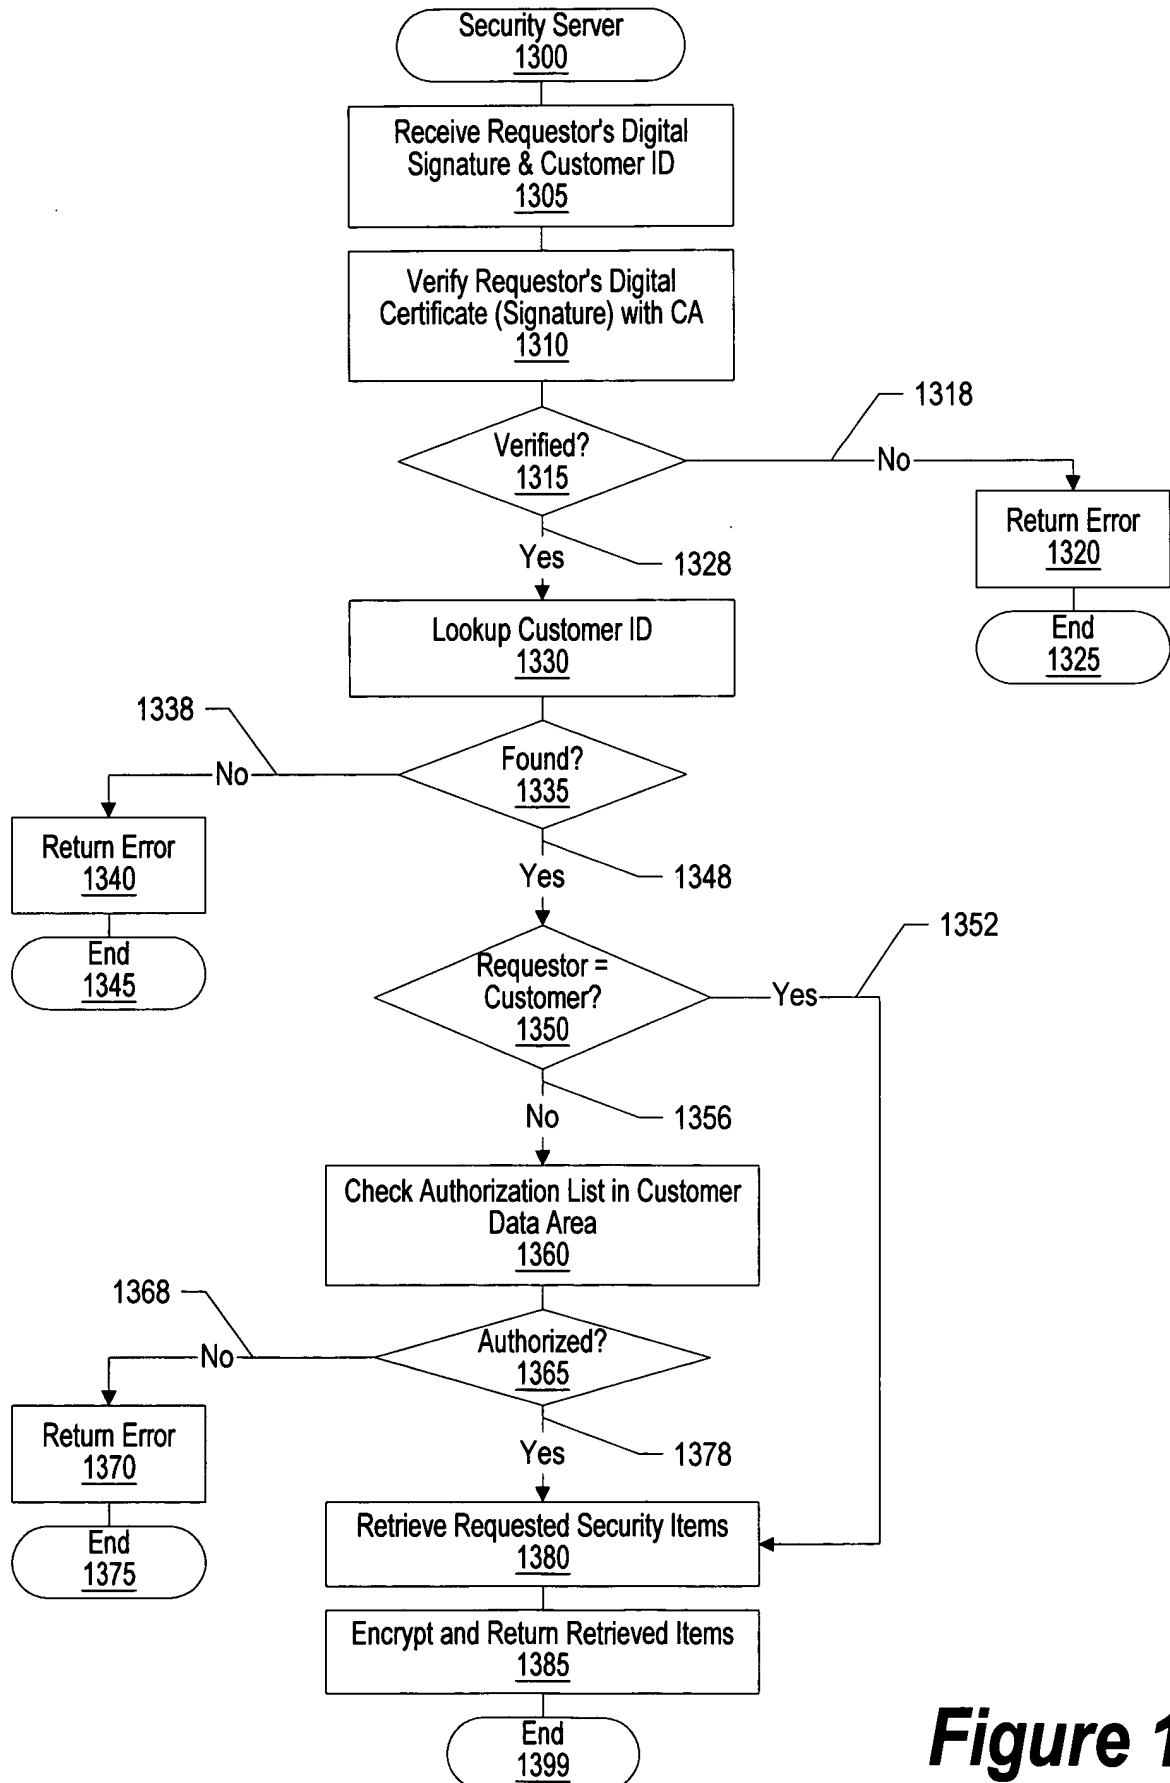 Security Server
1300
Receive Requestor's Digital
Signature & Customer ID
1305
Verify Requestor's Digital
Certificate (Signature) with CA
1310
1318
Verified?
1315
No
Return Error
1320
1328
Yes
End
1325
Lookup Customer ID
1330
1338
Found?
1335
No
Return Error
1340
1348
Yes
1352
End
1345
Requestor =
Customer?
1350
Yes
1356
No
Check Authorization List in Customer
Data Area
1360
1368
Authorized?
1365
No
Return Error
1370
1378
Yes
Retrieve Requested Security Items
1380
End
1375
Encrypt and Return Retrieved Items
1385
End
1399
Figure 1